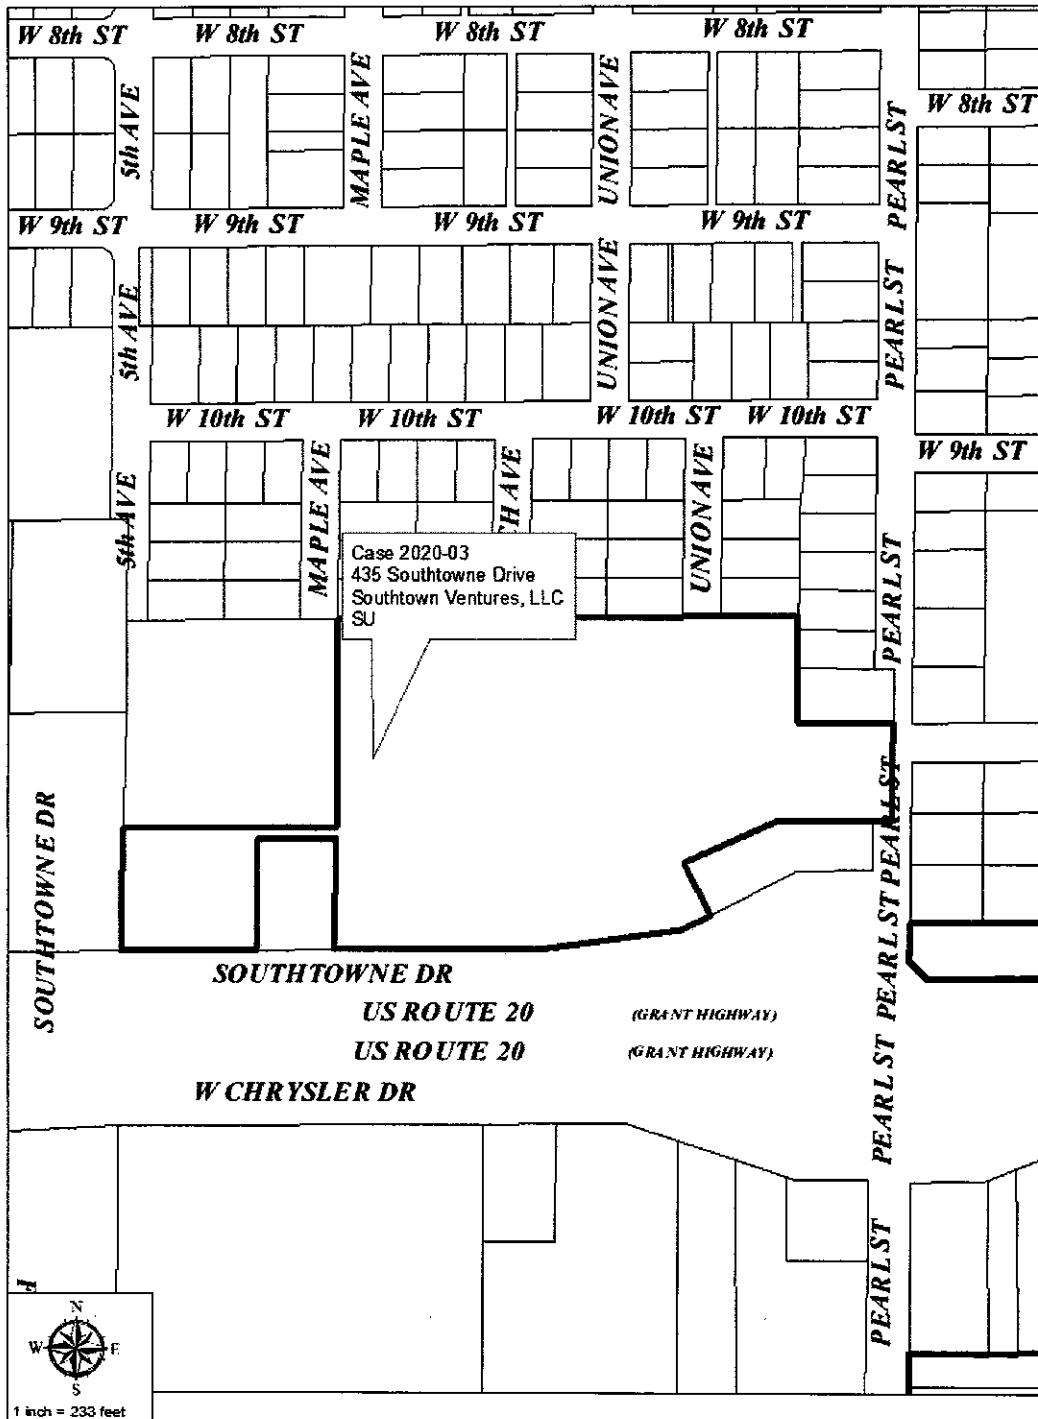 W 8th ST W 8th ST W 8th ST W 8th ST
W 8th ST
5th AVE
MAPLE AVE
UNION AVE
PEARL ST
W 9th ST W 9th ST W 9th ST W 9th ST
5th AVE
UNION AVE
PEARL ST
W 10th ST W 10th ST W 10th ST W 10th ST
W 9th ST
5th AVE
MAPLE AVE
AVE
UNION AVE
PEARL ST
Case 2020-03
435 Southtowne Drive
Southtown Ventures, LLC
SU
SOUTHTOWNE DR
PEARL ST
PEARL ST
SOUTHTOWNE DR
US ROUTE 20 (GRANT HIGHWAY)
US ROUTE 20 (GRANT HIGHWAY)
W CHRYSLER DR
PEARL ST
PEARL ST
N
W E
S
1 inch = 233 feet